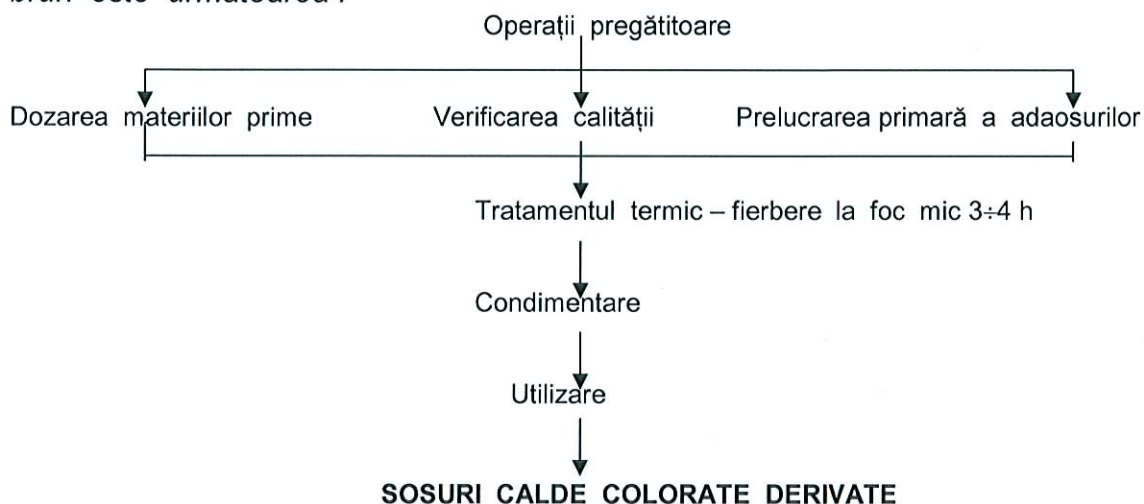 brun este următoarea :
Operații pregătitoare
Dozarea materiilor prime Verificarea calității Prelucrarea primară a adaosurilor
Tratamentul termic – fierbere la foc mic 3÷4 h
Condimentare
Utilizare
SOSURI CALDE COLORATE DERIVATE